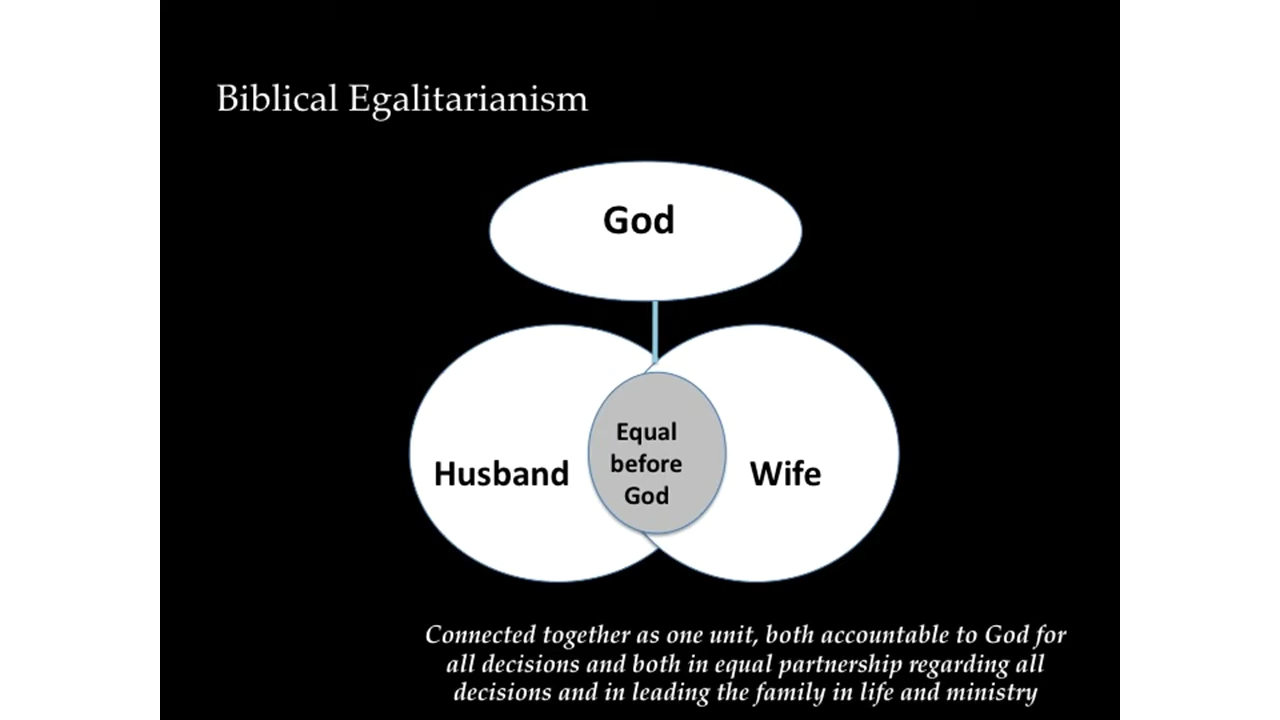 Biblical Egalitarianism
God
Husband
Equal
before
God
Wife
Connected together as one unit, both accountable to God for
all decisions and both in equal partnership regarding all
decisions and in leading the family in life and ministry